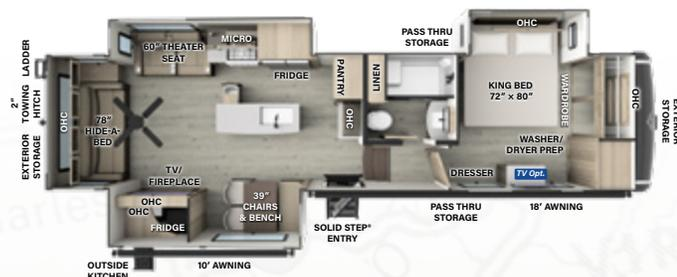 OHC
PASS THRU
STORAGE
60" THEATER
SEAT
MICRO
FRIDGE
PANTRY
LINEN
OHC
KING BED
72" × 80"
WARDROBE
OHC
EXTERIOR
STORAGE
LADDER
2"
TOWING
HITCH
EXTERIOR
STORAGE
OHC
78"
HIDE-A-
BED
WASHER/
DRYER PREP
DRESSER
TV Opt.
TV/
FIREPLACE
OHC
OHC
FRIDGE
39"
CHAIRS
& BENCH
SOLID STEP®
ENTRY
PASS THRU
STORAGE
18' AWNING
OUTSIDE
KITCHEN
10' AWNING